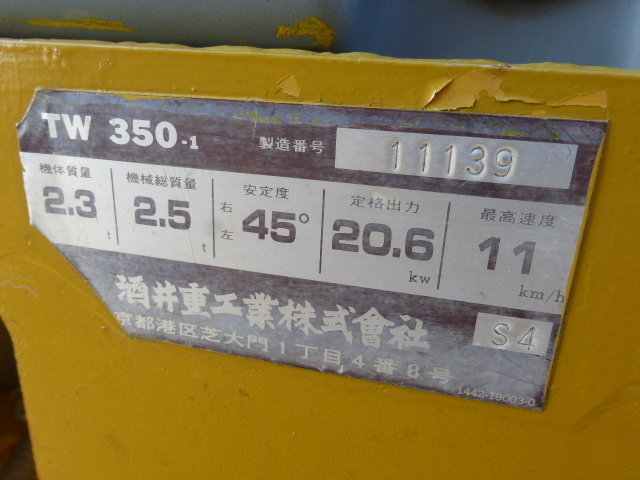 TW 350-1 製造番号 11139
機体質量 機械総質量 安定度 定格出力 最高速度
2.3 t 2.5 t 右左 45° 20.6 kw 11 km/h
酒井重工業株式會社 S4
京都港区芝大門1丁目4番8号
1442-19003-0